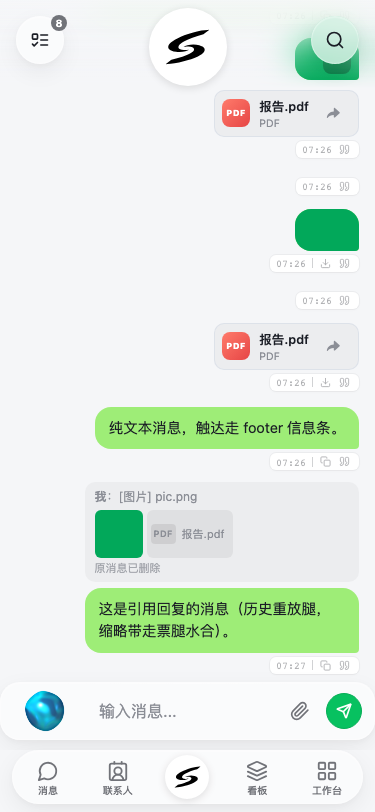 8
PDF
报告.pdf
PDF
07:26
07:26
07:26
07:26
PDF
报告.pdf
PDF
07:26
纯文本消息，触达走 footer 信息条。
07:26
我：[图片] pic.png
PDF 报告.pdf
原消息已删除
这是引用回复的消息（历史重放腿，
缩略带走票腿水合）。
07:27
输入消息...
消息
联系人
看板
工作台